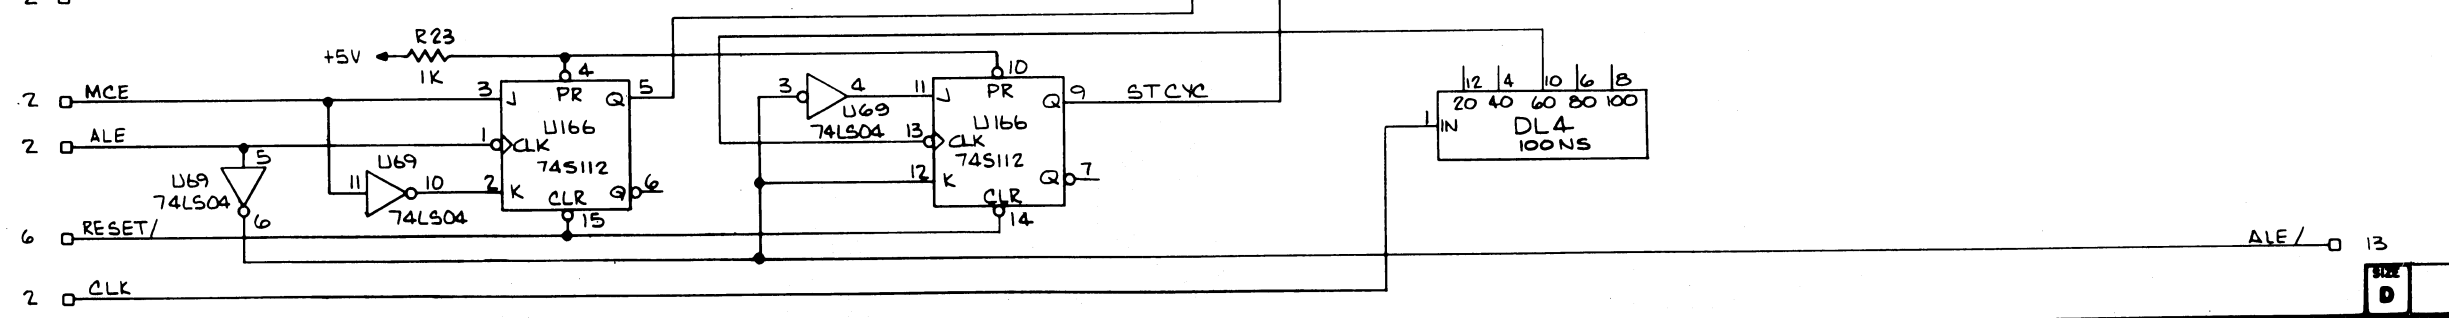 R23
+5V
1K
4
10
2 MCE
3 J PR Q 5
3 4 11 J PR Q 9 STCYC
12 4 10 6 8
20 40 60 80 100
U69
74LS04
U166
U166
1 IN DL4
100NS
2 ALE
1 CLK
13 CLK
74S112
74S112
5
U69
74LS04
U69
11 10 2 K Q 6
74LS04
12 K Q 7
CLR
15
CLR
14
6
6 RESET/
ALE/ 13
2 CLK
SIZE
D